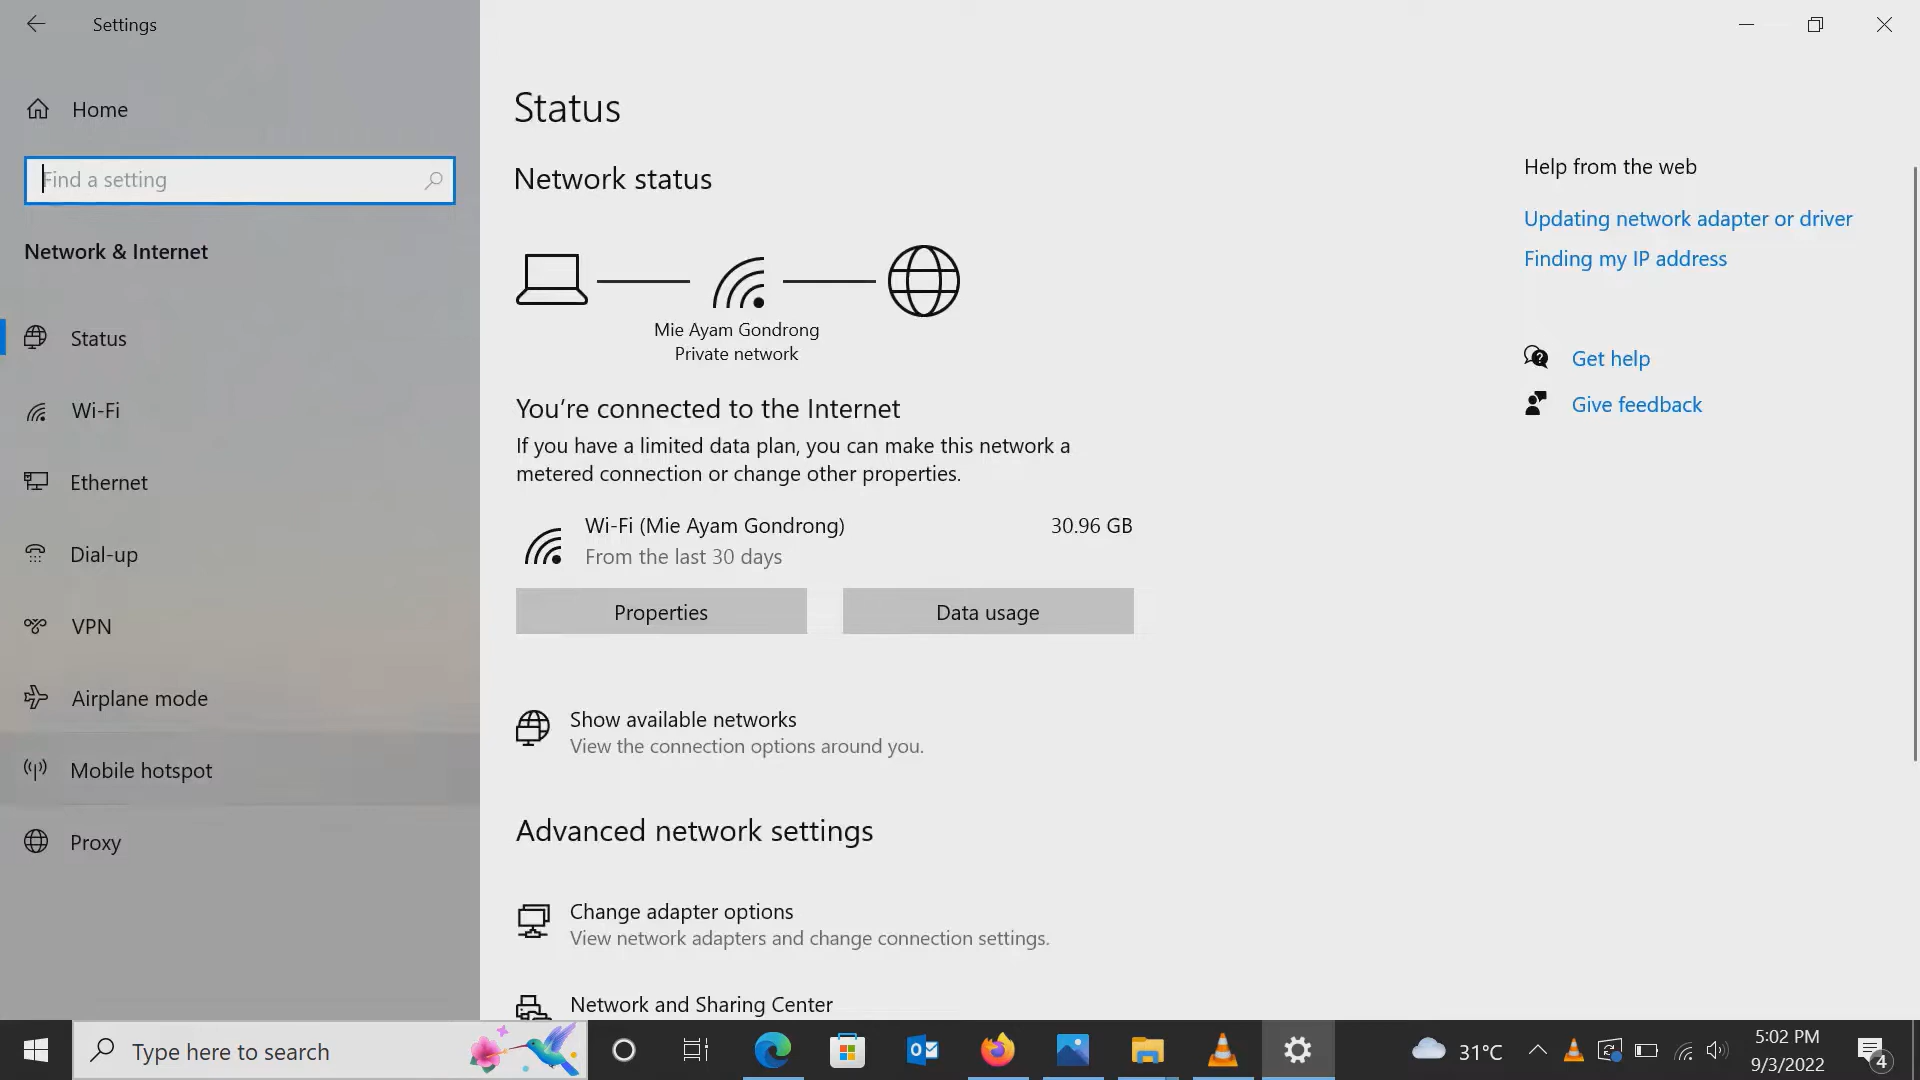 Settings
Home
Find a setting
Network & Internet
Status
Wi-Fi
Ethernet
Dial-up
VPN
Airplane mode
Mobile hotspot
Proxy
Status
Network status
Mie Ayam Gondrong
Private network
You’re connected to the Internet
If you have a limited data plan, you can make this network a
metered connection or change other properties.
Wi-Fi (Mie Ayam Gondrong) 30.96 GB
From the last 30 days
Properties Data usage
Show available networks
View the connection options around you.
Advanced network settings
Change adapter options
View network adapters and change connection settings.
Network and Sharing Center
Help from the web
Updating network adapter or driver
Finding my IP address
Get help
Give feedback
Type here to search
31°C
5:02 PM
9/3/2022
4